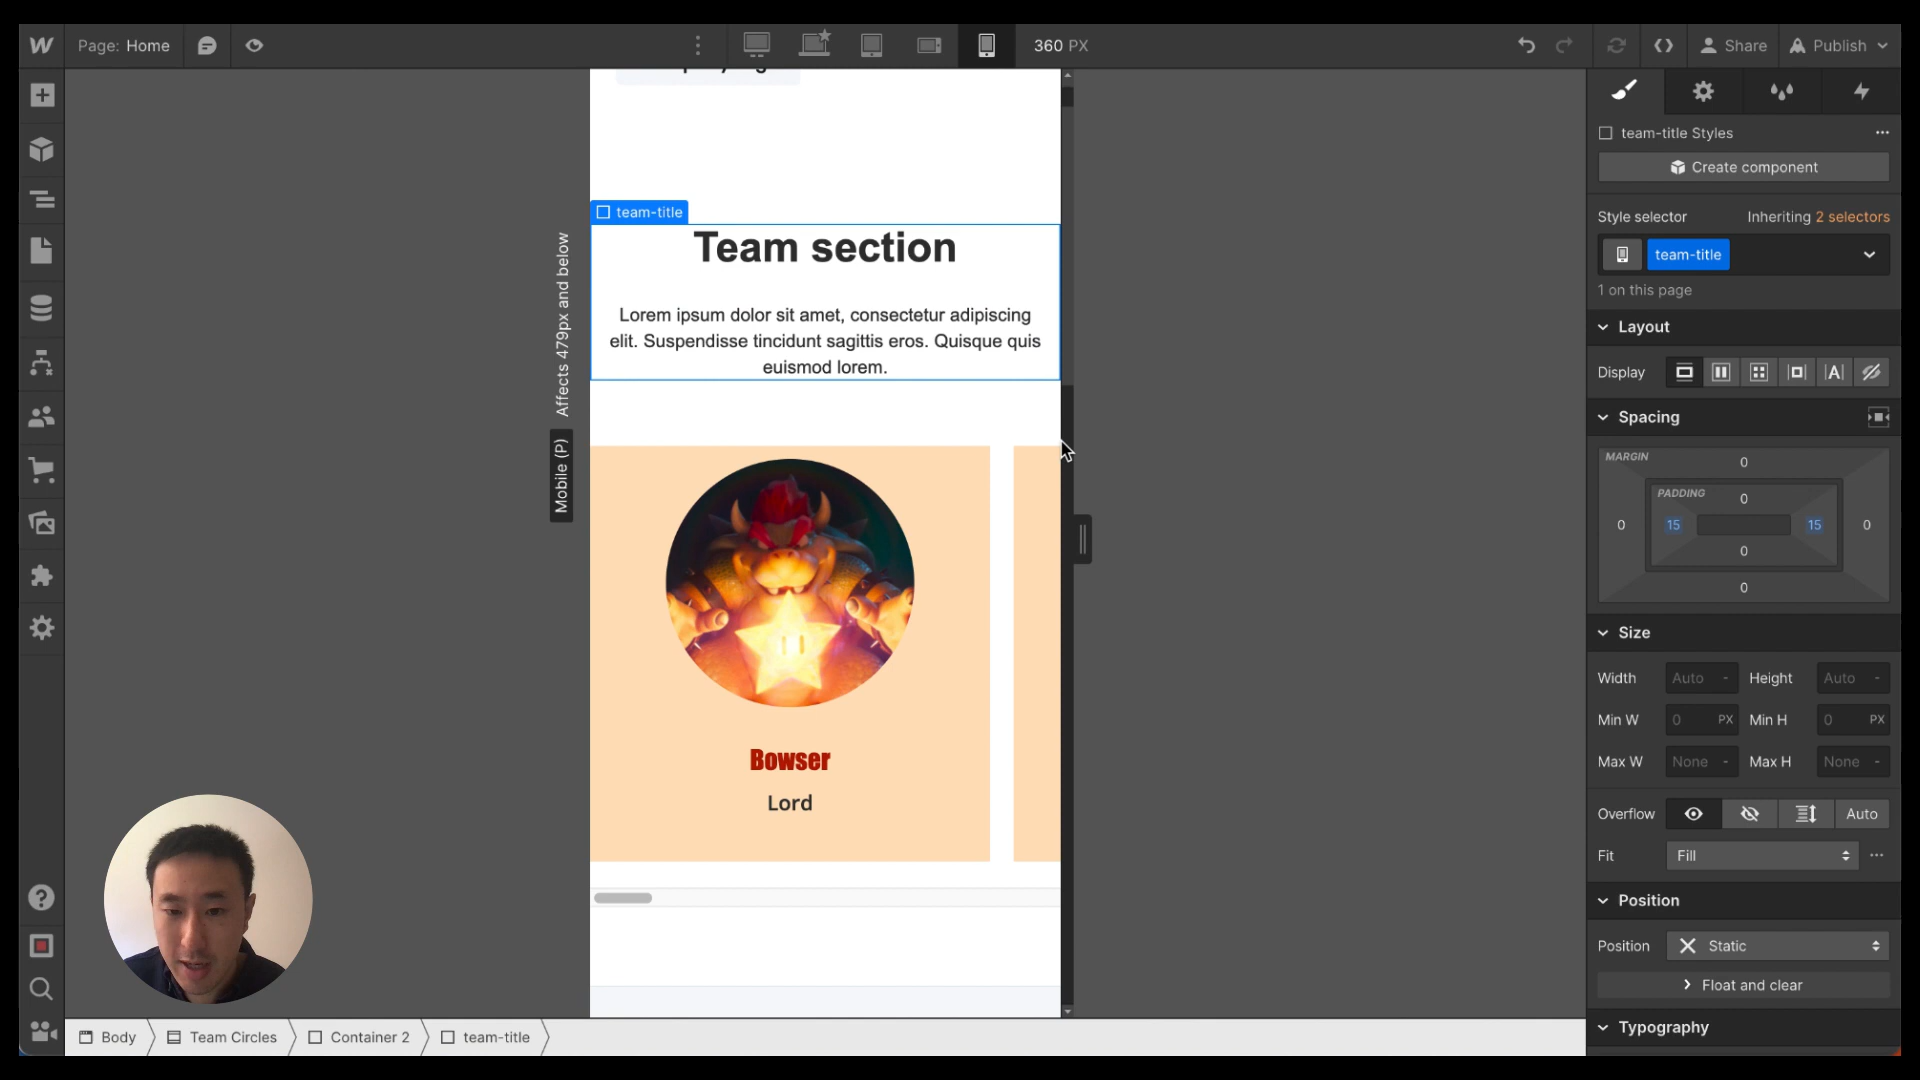 Page: Home
360 PX
Share
Publish
team-title
Team section
Lorem ipsum dolor sit amet, consectetur adipiscing
elit. Suspendisse tincidunt sagittis eros. Quisque quis
euismod lorem.
Affects 479px and below
Mobile (P)
Bowser
Lord
team-title Styles
Create component
Style selector
Inheriting 2 selectors
team-title
1 on this page
Layout
Display
Spacing
MARGIN
0
PADDING
0
0
15
15
0
0
0
Size
Width Auto -
Height Auto -
Min W 0 PX
Min H 0 PX
Max W None -
Max H None -
Overflow
Auto
Fit
Fill
Position
Position
Static
Float and clear
Typography
Body
Team Circles
Container 2
team-title